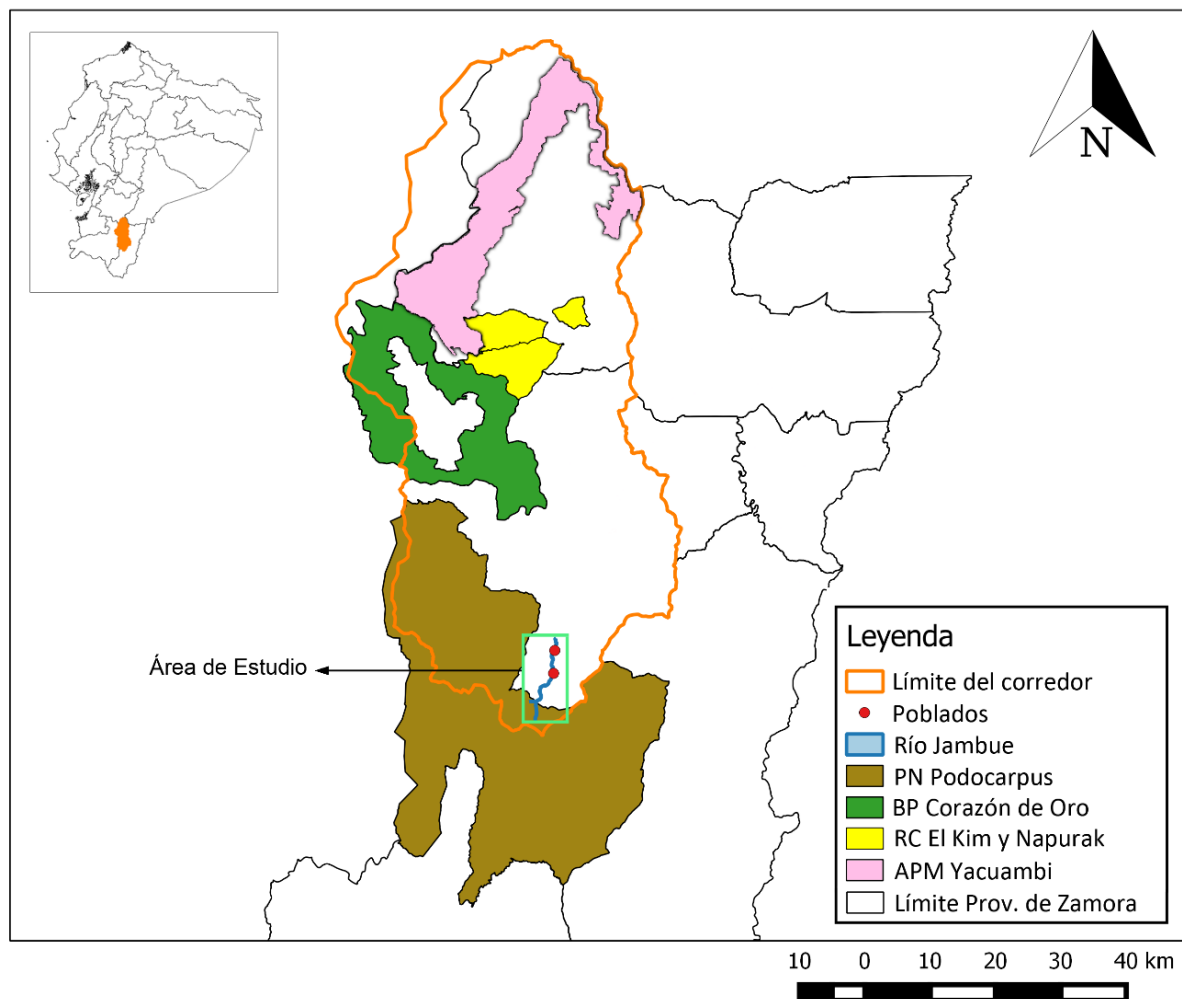 N
Área de Estudio
Leyenda
Límite del corredor
Poblados
Río Jambue
PN Podocarpus
BP Corazón de Oro
RC El Kim y Napurak
APM Yacuambi
Límite Prov. de Zamora
10 0 10 20 30 40 km